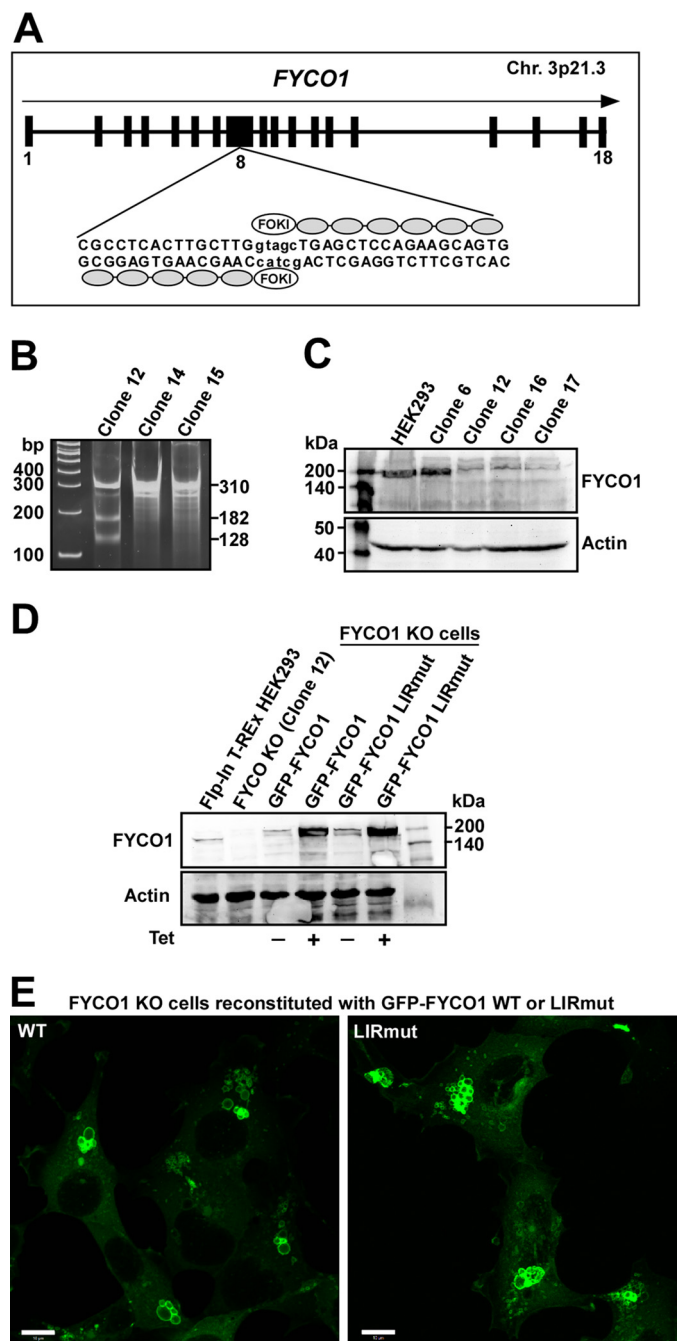 A
FYCO1
Chr. 3p21.3
1
8
18
FOKI
CGCCTCACTTGCTTGgtagcTGAGCTCCAGAAGCAGTG
GCGGAGTGAACGAACcatcgACTCGAGGTCTTCGTCAC
FOKI
B
Clone 12
Clone 14
Clone 15
bp
400
300
200
100
310
182
128
C
HEK293
Clone 6
Clone 12
Clone 16
Clone 17
kDa
200
140
FYCO1
50
40
Actin
D
FYCO1 KO cells
Flp-In T-REx HEK293
FYCO KO (Clone 12)
GFP-FYCO1
GFP-FYCO1
GFP-FYCO1 LIRmut
GFP-FYCO1 LIRmut
kDa
FYCO1
200
140
Actin
Tet – + – +
E
FYCO1 KO cells reconstituted with GFP-FYCO1 WT or LIRmut
WT
LIRmut